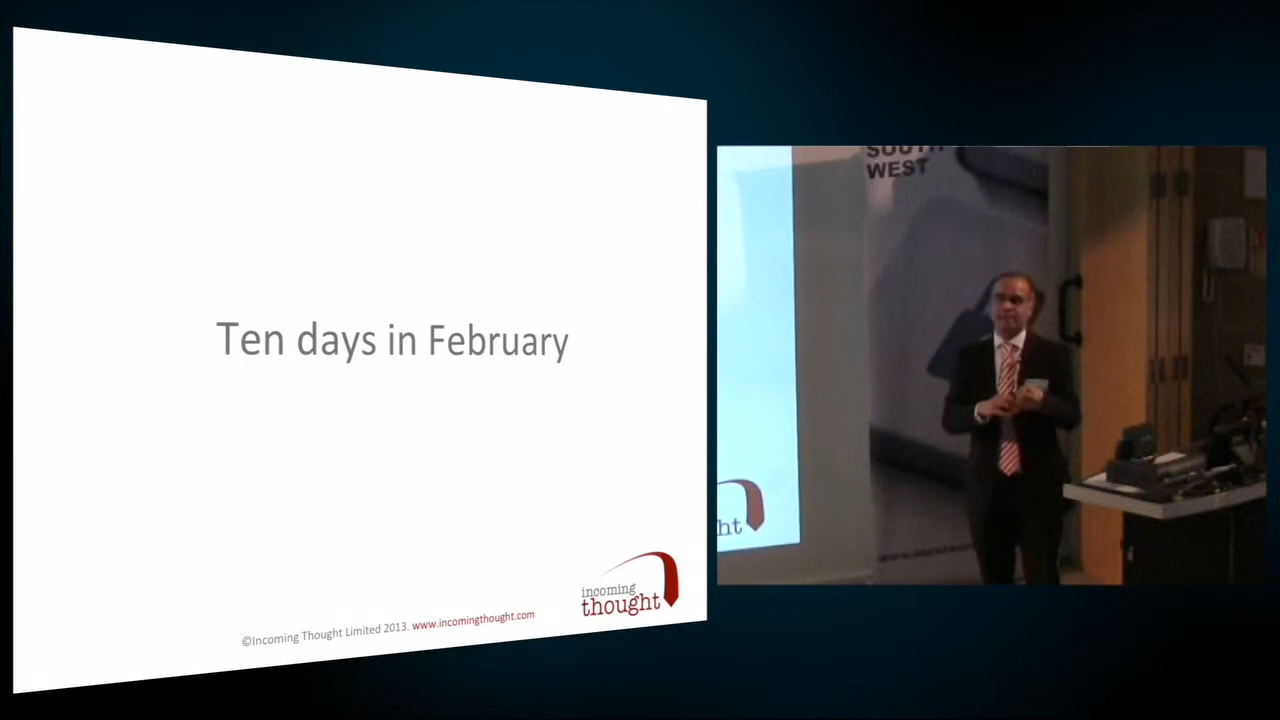 Ten days in February
incoming
thought
©Incoming Thought Limited 2013. www.incomingthought.com
SOUTH
WEST
ht